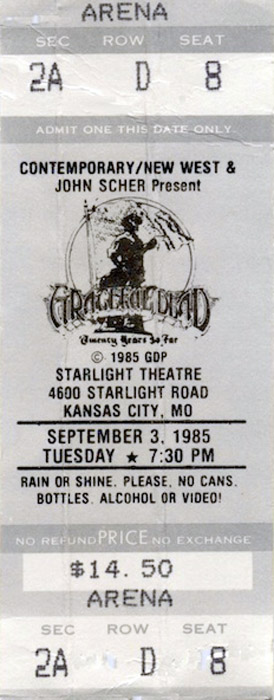 ARENA
SEC ROW SEAT
2A D 8
ADMIT ONE THIS DATE ONLY.
CONTEMPORARY/NEW WEST &
JOHN SCHER Present
GRATEFUL DEAD
Twenty Years So Far
© 1985 GDP
STARLIGHT THEATRE
4600 STARLIGHT ROAD
KANSAS CITY, MO
SEPTEMBER 3, 1985
TUESDAY ★ 7:30 PM
RAIN OR SHINE. PLEASE, NO CANS,
BOTTLES, ALCOHOL OR VIDEO!
NO REFUND PRICE NO EXCHANGE
$14.50
ARENA
SEC ROW SEAT
2A D 8